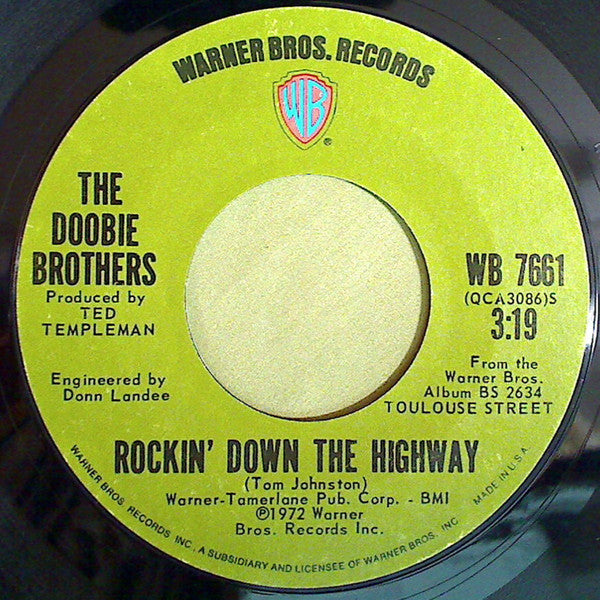 WARNER BROS. RECORDS
WB
®
THE
DOOBIE
BROTHERS
Produced by
TED
TEMPLEMAN
Engineered by
Donn Landee
WB 7661
(QCA3086)S
3:19
From the
Warner Bros.
Album BS 2634
TOULOUSE STREET
ROCKIN' DOWN THE HIGHWAY
(Tom Johnston)
Warner-Tamerlane Pub. Corp. - BMI
℗1972 Warner
Bros. Records Inc.
WARNER BROS. RECORDS INC., A SUBSIDIARY AND LICENSEE OF WARNER BROS. INC. MADE IN U.S.A.